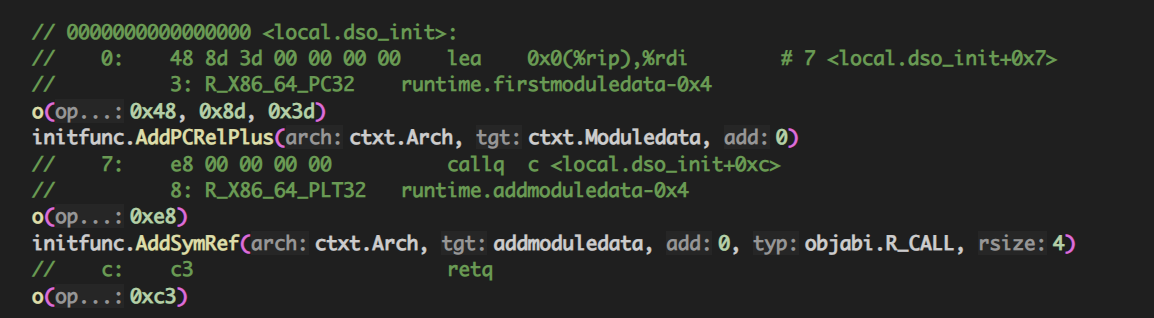 // 0000000000000000 <local.dso_init>:
//    0:    48 8d 3d 00 00 00 00    lea    0x0(%rip),%rdi        # 7 <local.dso_init+0x7>
//            3: R_X86_64_PC32    runtime.firstmoduledata-0x4
o(op...: 0x48, 0x8d, 0x3d)
initfunc.AddPCRelPlus(arch: ctxt.Arch, tgt: ctxt.Moduledata, add: 0)
//    7:    e8 00 00 00 00          callq  c <local.dso_init+0xc>
//            8: R_X86_64_PLT32   runtime.addmoduledata-0x4
o(op...: 0xe8)
initfunc.AddSymRef(arch: ctxt.Arch, tgt: addmoduledata, add: 0, typ: objabi.R_CALL, rsize: 4)
//    c:    c3                      retq
o(op...: 0xc3)